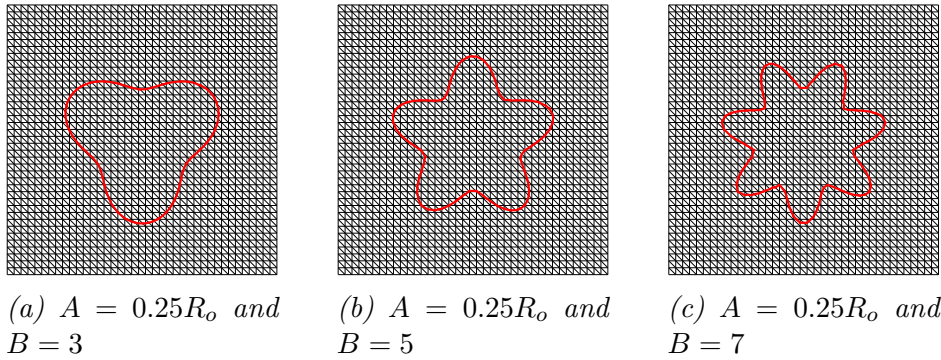 (a) A = 0.25R_o and
B = 3
(b) A = 0.25R_o and
B = 5
(c) A = 0.25R_o and
B = 7